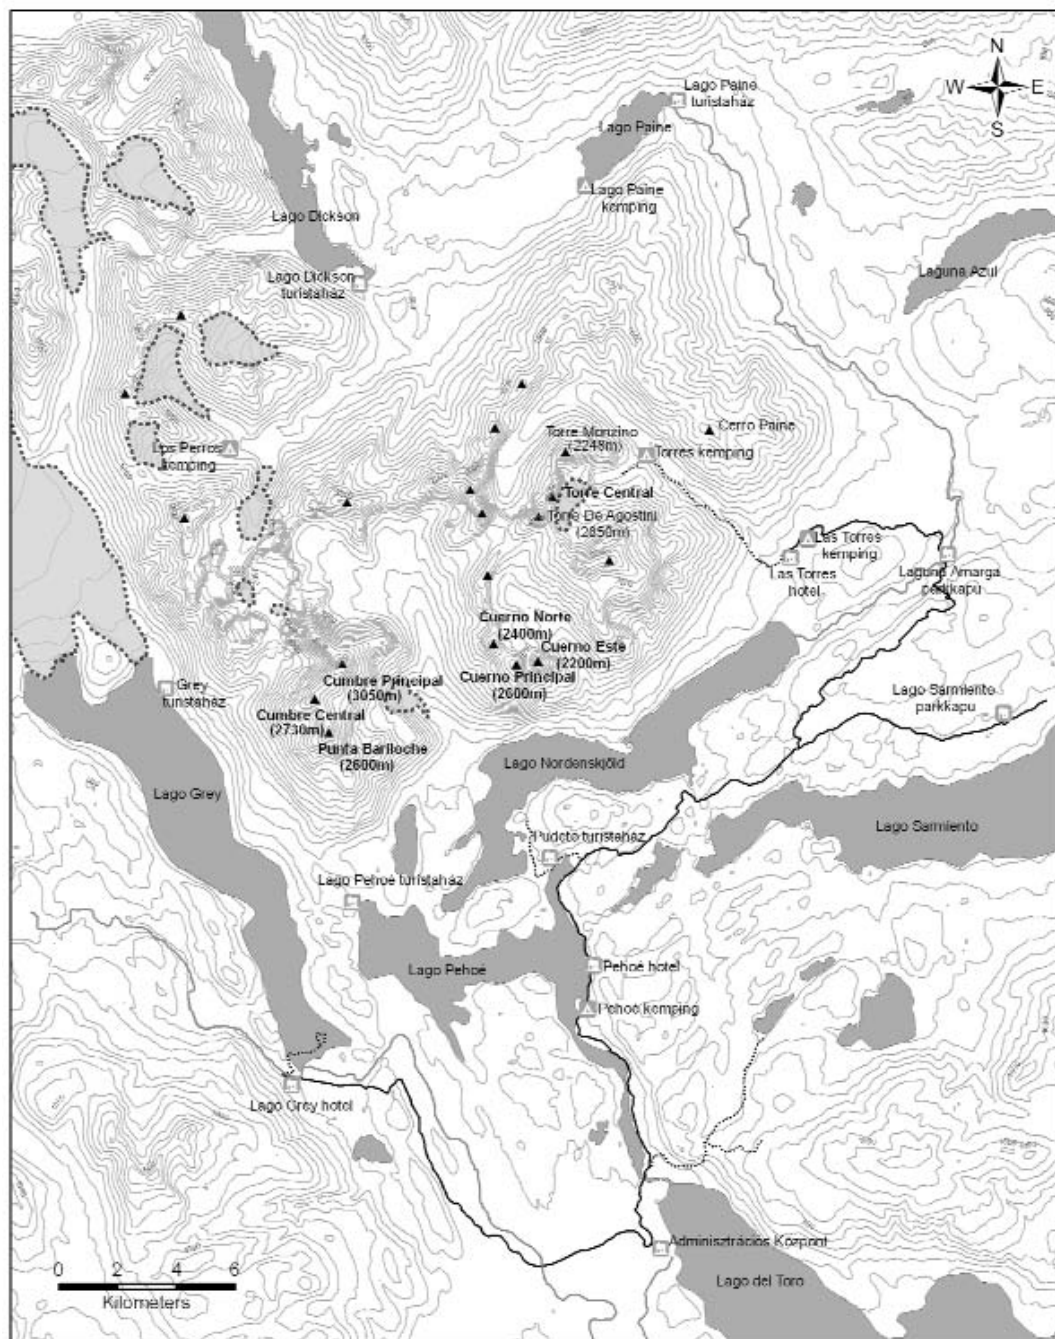 N
W E
S
Lago Paine
turistaház
Lago Paine
Lago Paine
kemping
Lago Dickson
Laguna Azul
Lago Dickson
turistaház
Cerro Paine
Torre Monzino
(2248m)
Torres kemping
Los Perros
kemping
Torre Central
Torre De Agostini
(2850m)
Las Torres
kemping
Las Torres
hotel
Laguna Amarga
parkkapu
Cuerno Norte
(2400m)
Cuerno Este
(2200m)
Cuerno Principal
(2600m)
Cumbre Principal
(3050m)
Grey
turistaház
Lago Sarmiento
parkkapu
Cumbre Central
(2730m)
Punta Bariloche
(2600m)
Lago Nordenskjöld
Lago Grey
Lago Sarmiento
Pudeto turistaház
Lago Pehoé turistaház
Lago Pehoé
Pehoé hotel
Pehoé kemping
Lago Grey hotel
Adminisztrációs Központ
Lago del Toro
0 2 4 6
Kilometers